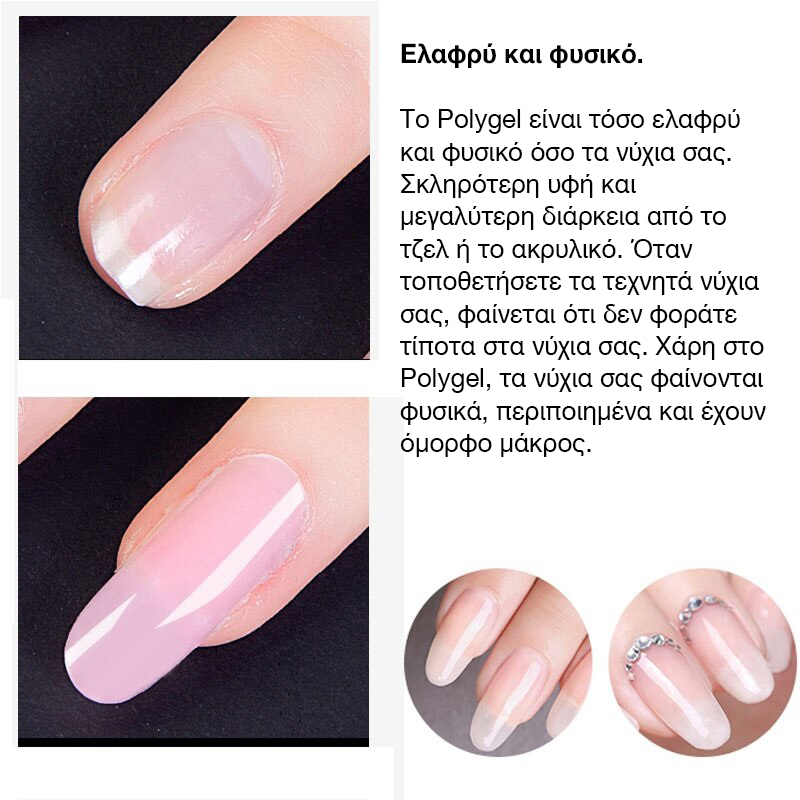 Ελαφρύ και φυσικό.
Το Polygel είναι τόσο ελαφρύ
και φυσικό όσο τα νύχια σας.
Σκληρότερη υφή και
μεγαλύτερη διάρκεια από το
τζελ ή το ακρυλικό. Όταν
τοποθετήσετε τα τεχνητά νύχια
σας, φαίνεται ότι δεν φοράτε
τίποτα στα νύχια σας. Χάρη στο
Polygel, τα νύχια σας φαίνονται
φυσικά, περιποιημένα και έχουν
όμορφο μάκρος.